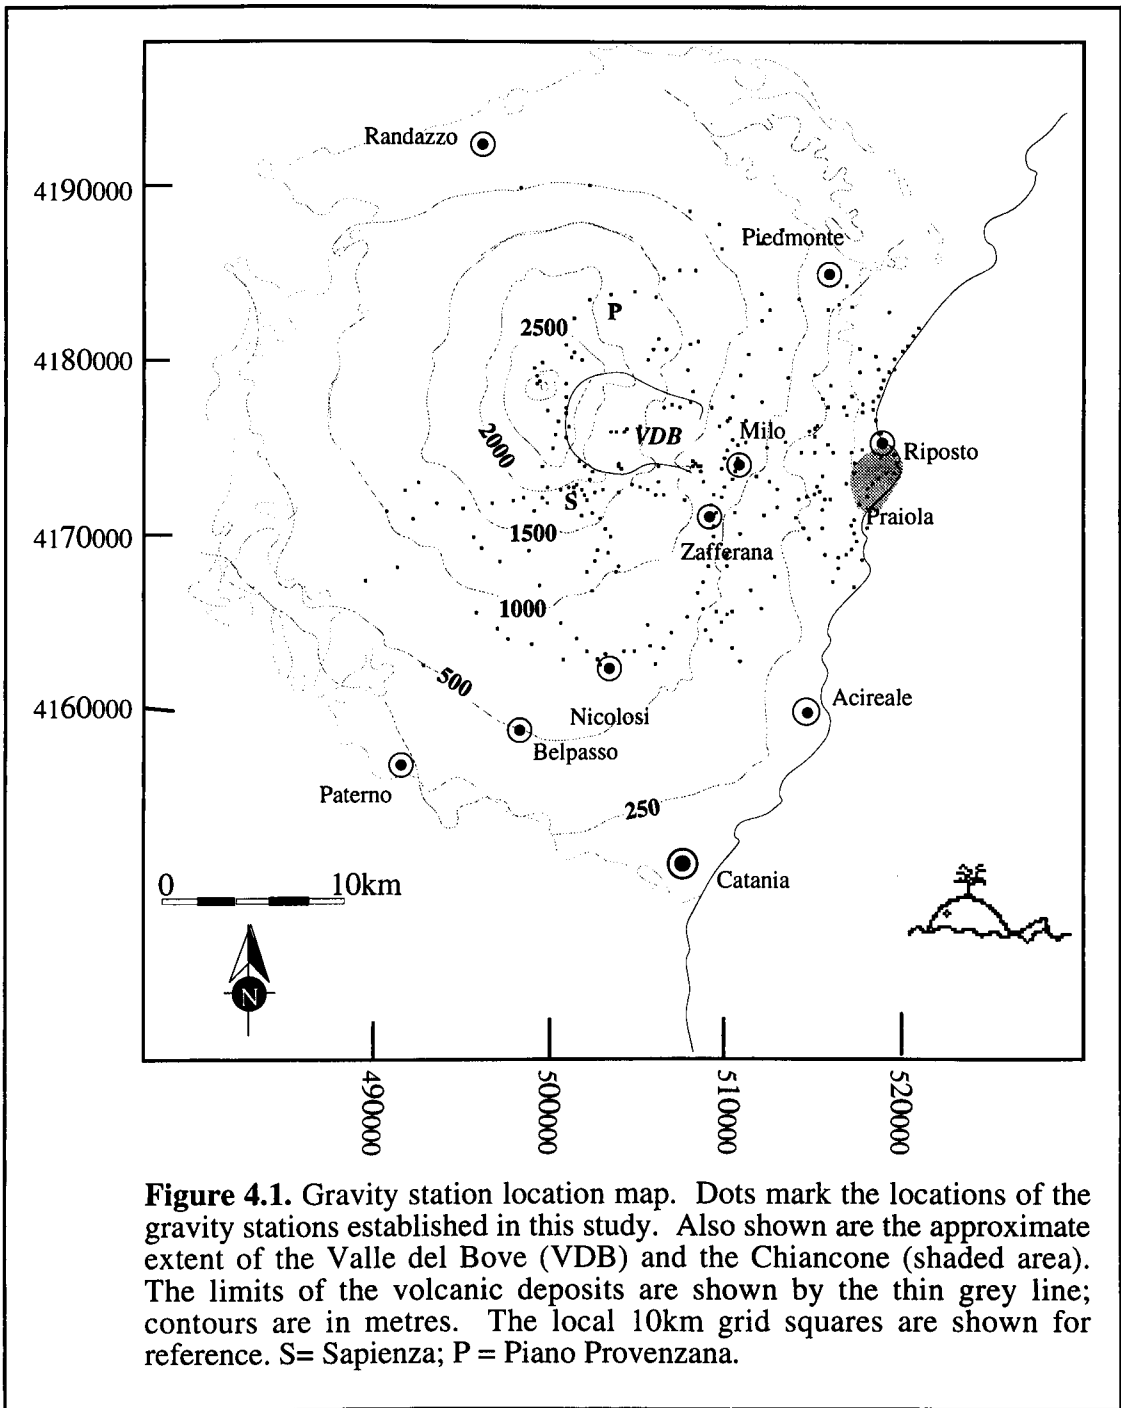 Randazzo
4190000
Piedmonte
P
2500
4180000
Milo
VDB
2000
Riposto
S
Praiola
1500
4170000
Zafferana
1000
500
Acireale
4160000
Nicolosi
Belpasso
Paterno
250
0 10km
Catania
N
490000
500000
510000
520000
Figure 4.1. Gravity station location map. Dots mark the locations of the
gravity stations established in this study. Also shown are the approximate
extent of the Valle del Bove (VDB) and the Chiancone (shaded area).
The limits of the volcanic deposits are shown by the thin grey line;
contours are in metres. The local 10km grid squares are shown for
reference. S= Sapienza; P = Piano Provenzana.